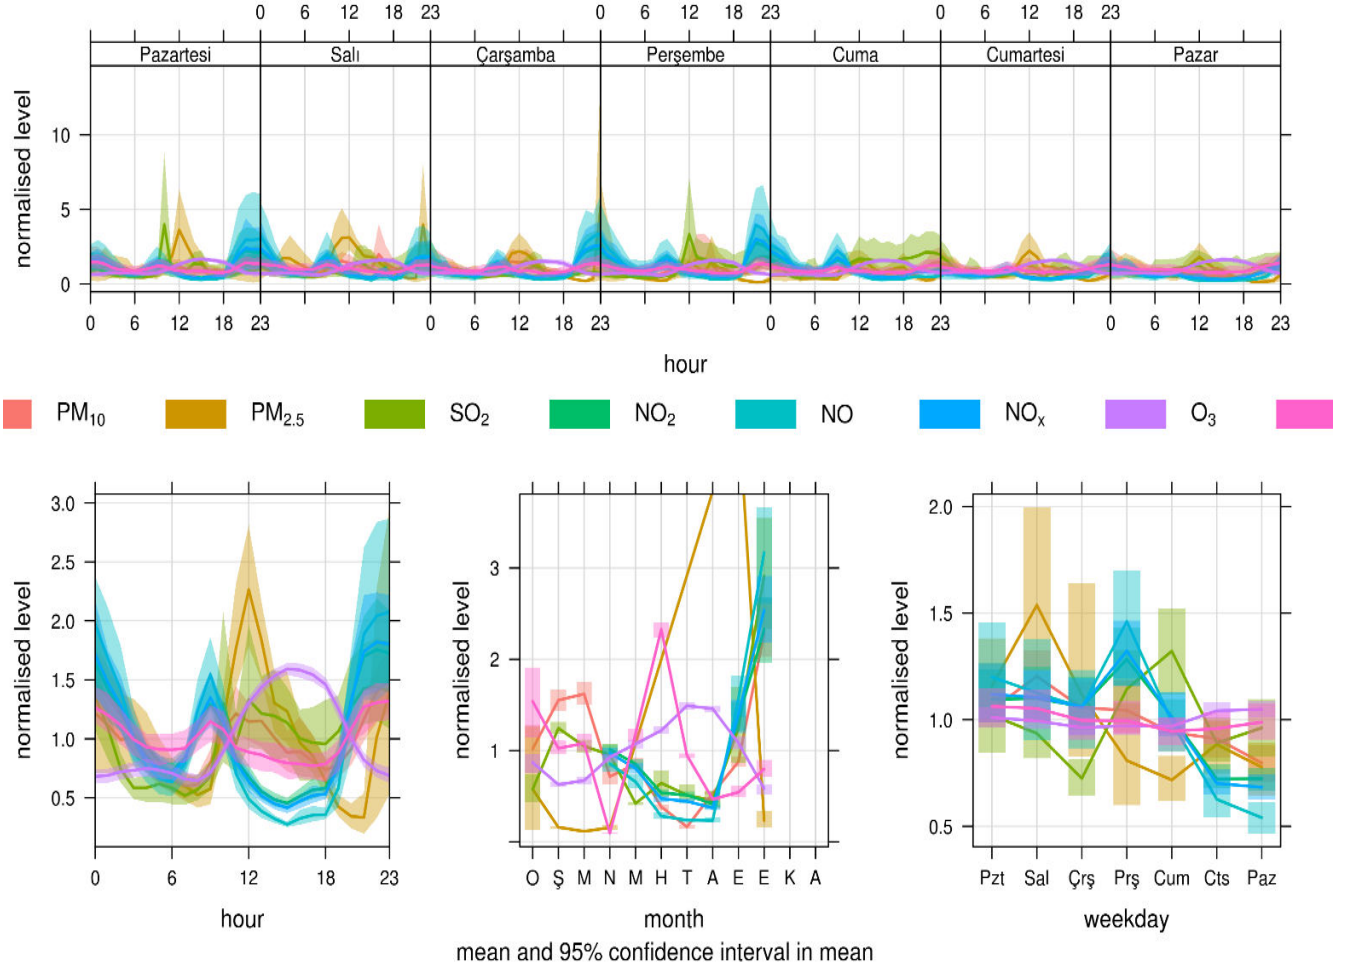 0 6 12 18 23 0 6 12 18 23 0 6 12 18 23
Pazartesi Salı Çarşamba Perşembe Cuma Cumartesi Pazar
normalised level
10
5
0
0 6 12 18 23 0 6 12 18 23 0 6 12 18 23 0 6 12 18 23
hour
PM10 PM2.5 SO2 NO2 NO NOx O3
normalised level
3.0
2.5
2.0
1.5
1.0
0.5
0 6 12 18 23
hour
normalised level
3
2
1
O Ş M N M H T A E E K A
month
normalised level
2.0
1.5
1.0
0.5
Pzt Sal Çrş Prş Cum Cts Paz
weekday
mean and 95% confidence interval in mean